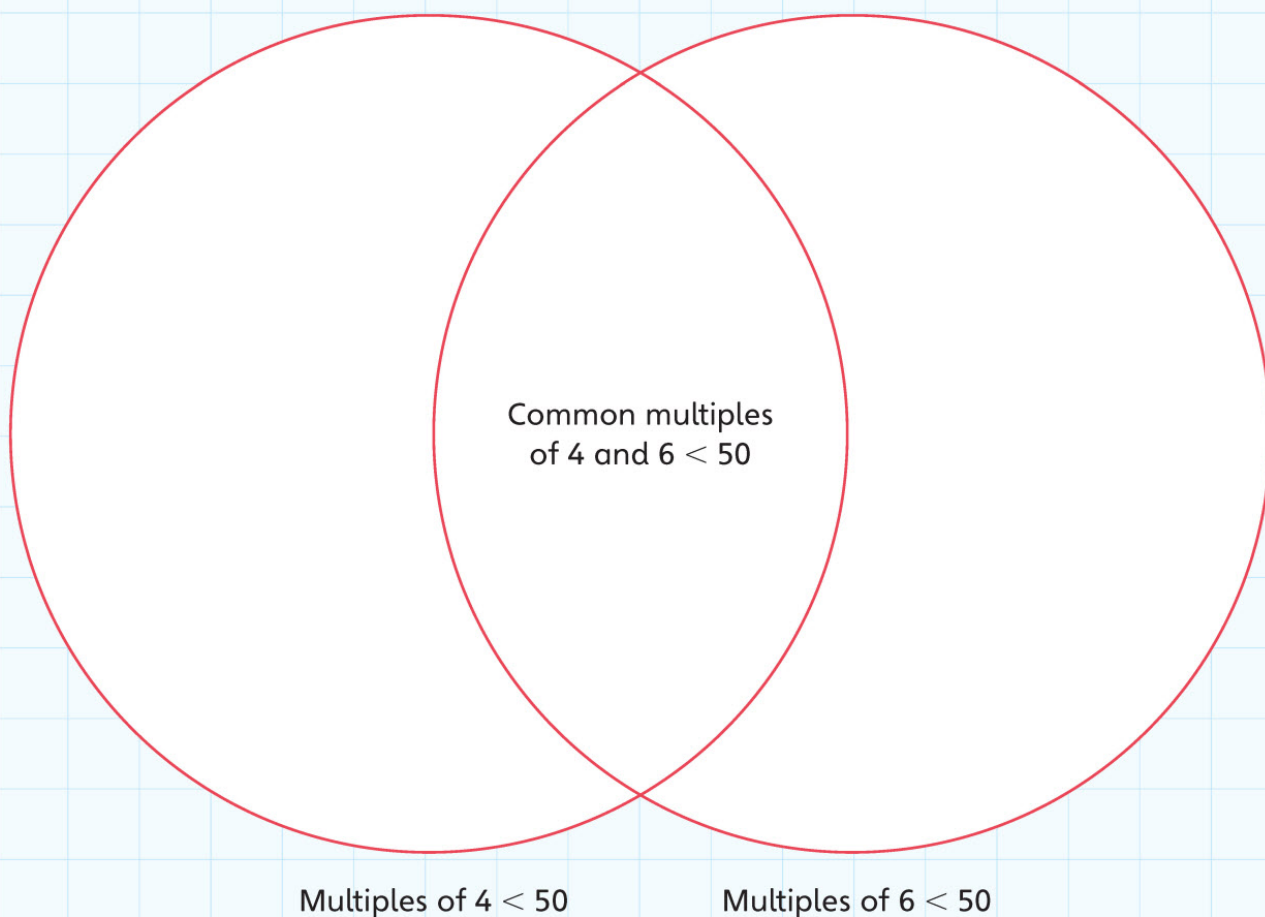 Common multiples
of 4 and 6 < 50
Multiples of 4 < 50
Multiples of 6 < 50